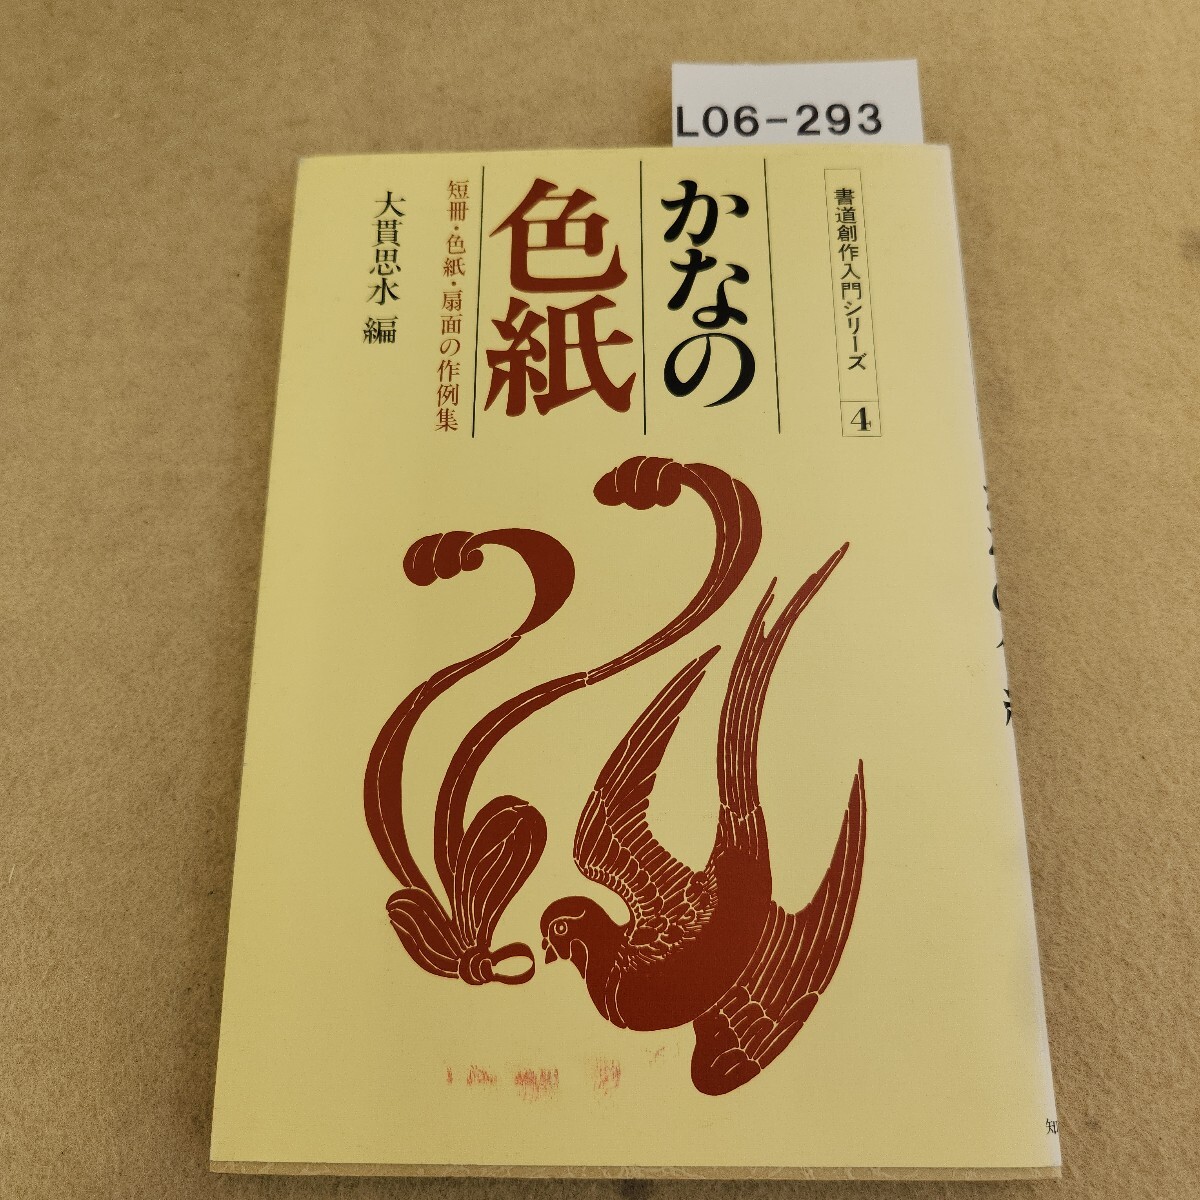 L06-293
書道創作入門シリーズ 4
かなの
色紙
短冊・色紙・扇面の作例集
大貫思水 編
知